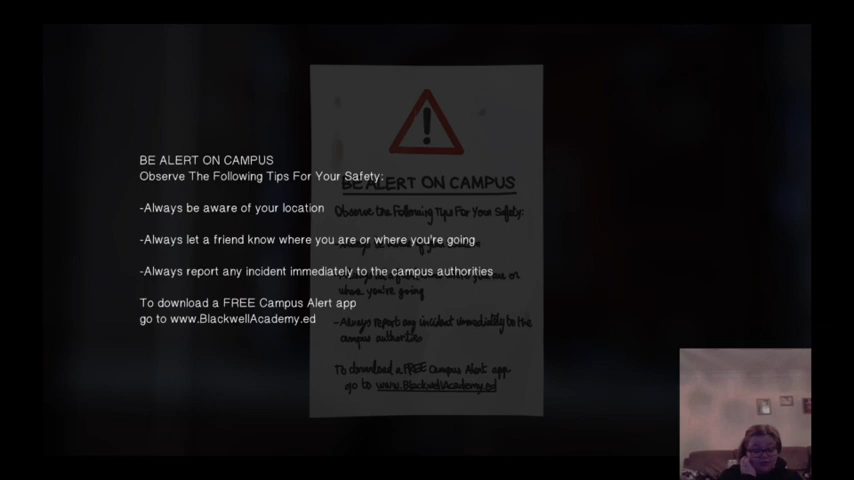 BE ALERT ON CAMPUS
Observe The Following Tips For Your Safety:
-Always be aware of your location
-Always let a friend know where you are or where you're going
-Always report any incident immediately to the campus authorities
To download a FREE Campus Alert app
go to www.BlackwellAcademy.ed
BE ALERT ON CAMPUS
Observe the Following Tips For Your Safety:
where you're going
-Always report any incident immediately to the
campus authorities
To download a FREE Campus Alert app
go to www.BlackwellAcademy.ed